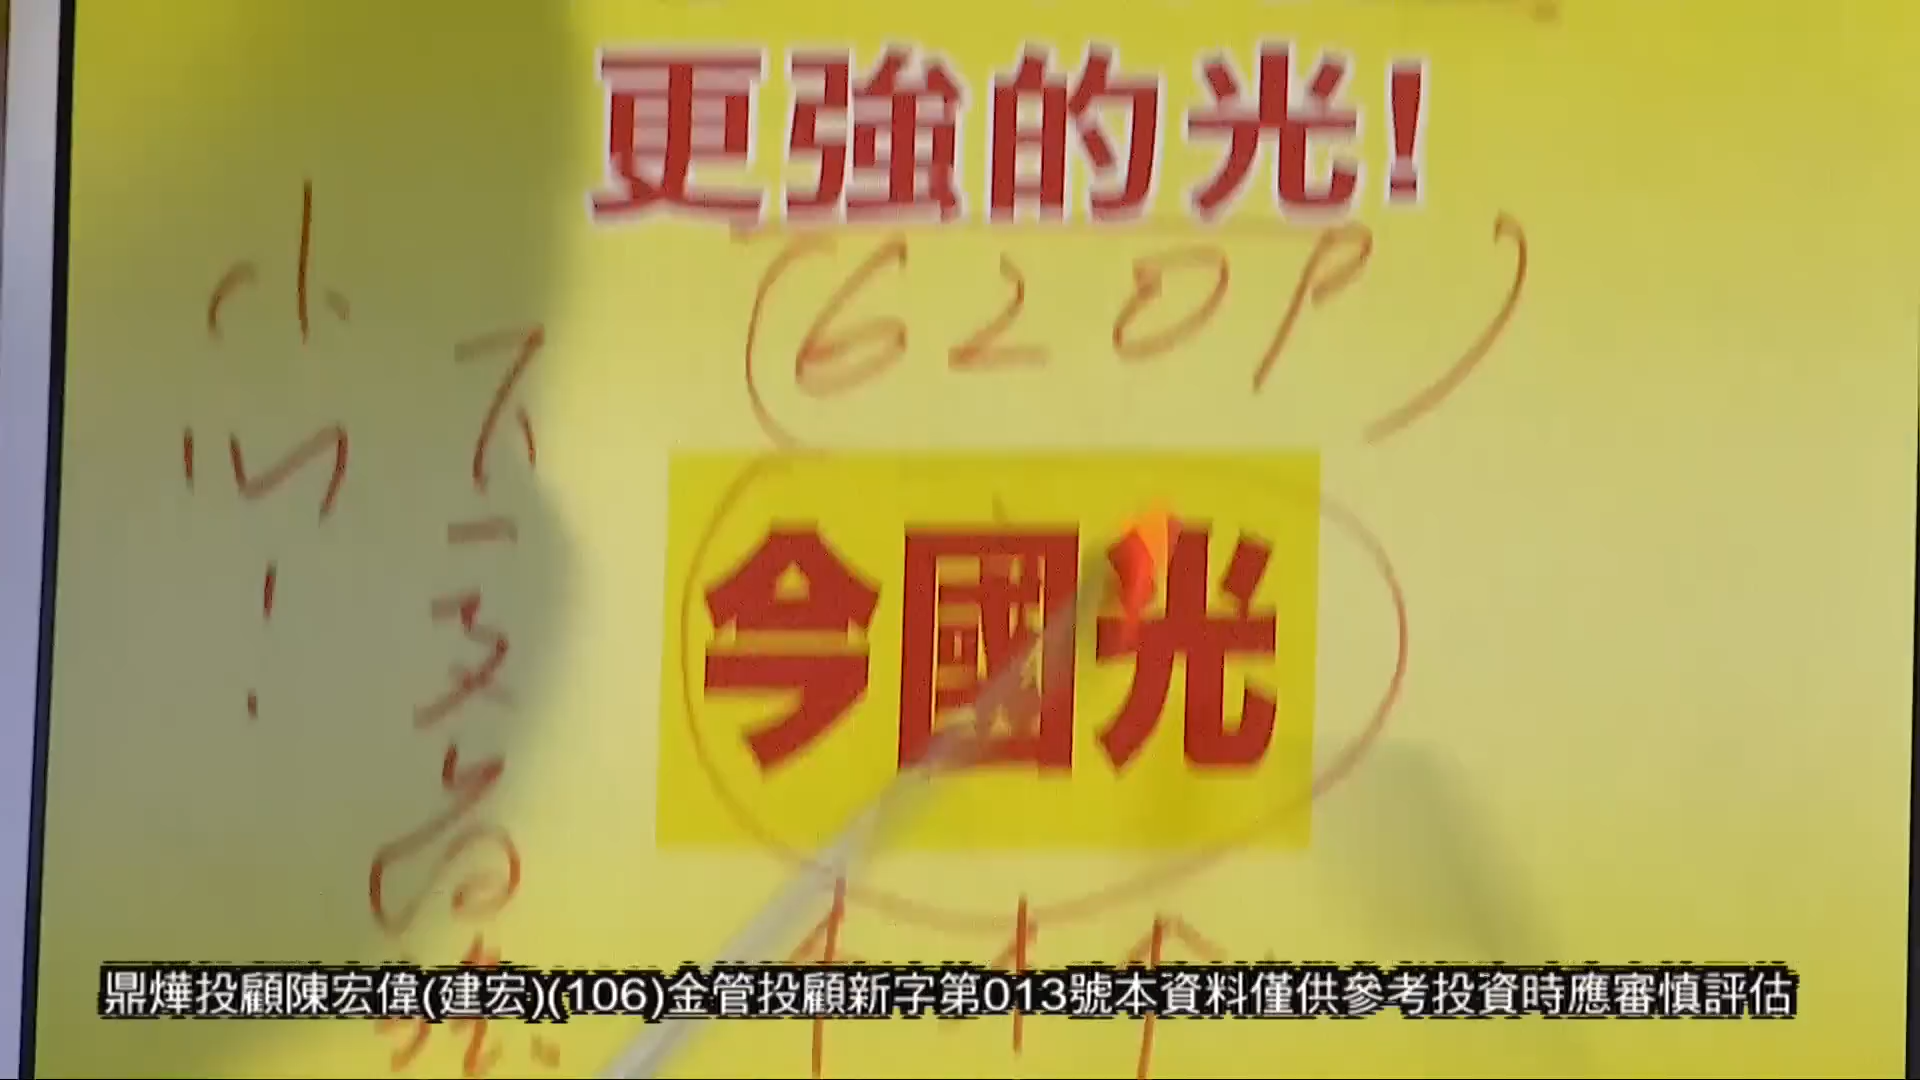 更強的光!
(620P)
今國光
小
心
!
不
鼎燁投顧陳宏偉(建宏)(106)金管投顧新字第013號本資料僅供參考投資時應審慎評估